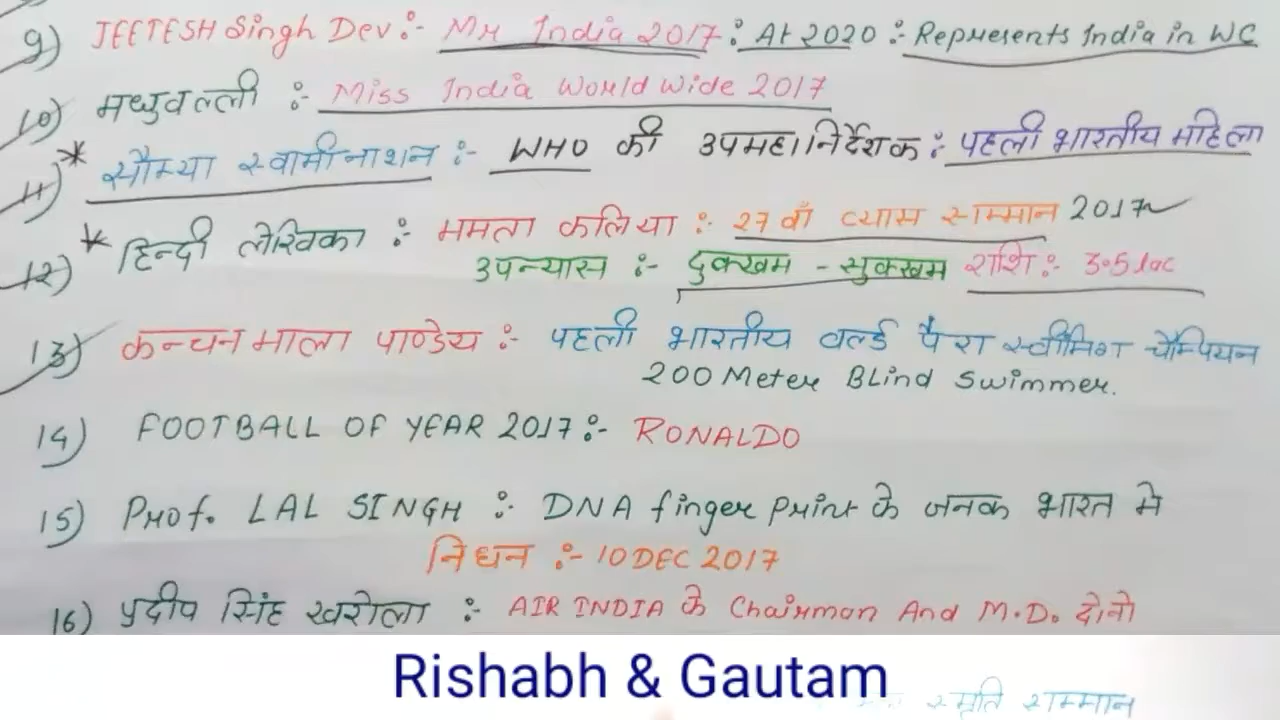 9) JEETESH Singh Dev :- Mr India 2017 : At 2020 :- Represents India in WC
10) मधुवल्ली :- Miss India World Wide 2017
11) * सौम्या स्वामीनाशन :- WHO की उपमहानिर्देशक : पहली भारतीय महिला
12) * हिन्दी लेखिका :- ममता कलिया :- 27 वाँ व्यास साम्मान 2017
उपन्यास :- दुक्खम - सुक्खम राशि :- 3.5 lac
13) कन्चनमाला पाण्डेय :- पहली भारतीय वर्ल्ड पैरा स्वीमिंग चैम्पियन
200 Meter Blind Swimmer.
14) FOOTBALL OF YEAR 2017 :- RONALDO
15) Prof. LAL SINGH :- DNA finger Print के जनक भारत मे
निधन :- 10 DEC 2017
16) प्रदीप सिंह खरोला :- AIR INDIA के Chairman And M.D. दोनो
Rishabh & Gautam
स्मृति सम्मान